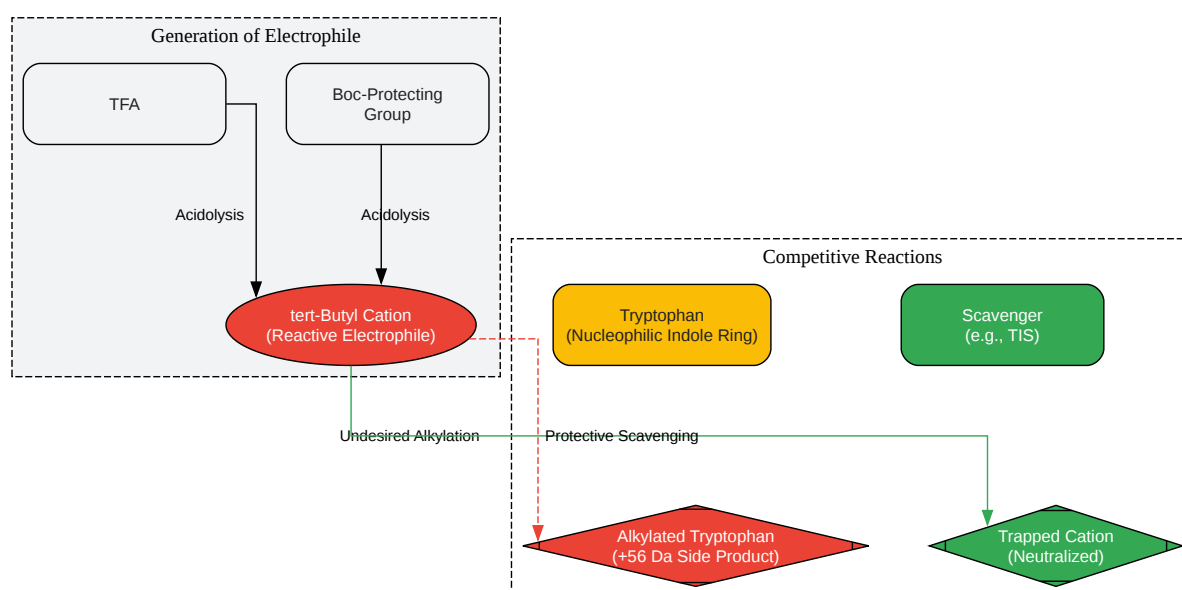 Generation of Electrophile
TFA
Boc-Protecting
Group
Acidolysis
Acidolysis
Competitive Reactions
tert-Butyl Cation
(Reactive Electrophile)
Tryptophan
(Nucleophilic Indole Ring)
Scavenger
(e.g., TIS)
Undesired Alkylation
Protective Scavenging
Alkylated Tryptophan
(+56 Da Side Product)
Trapped Cation
(Neutralized)